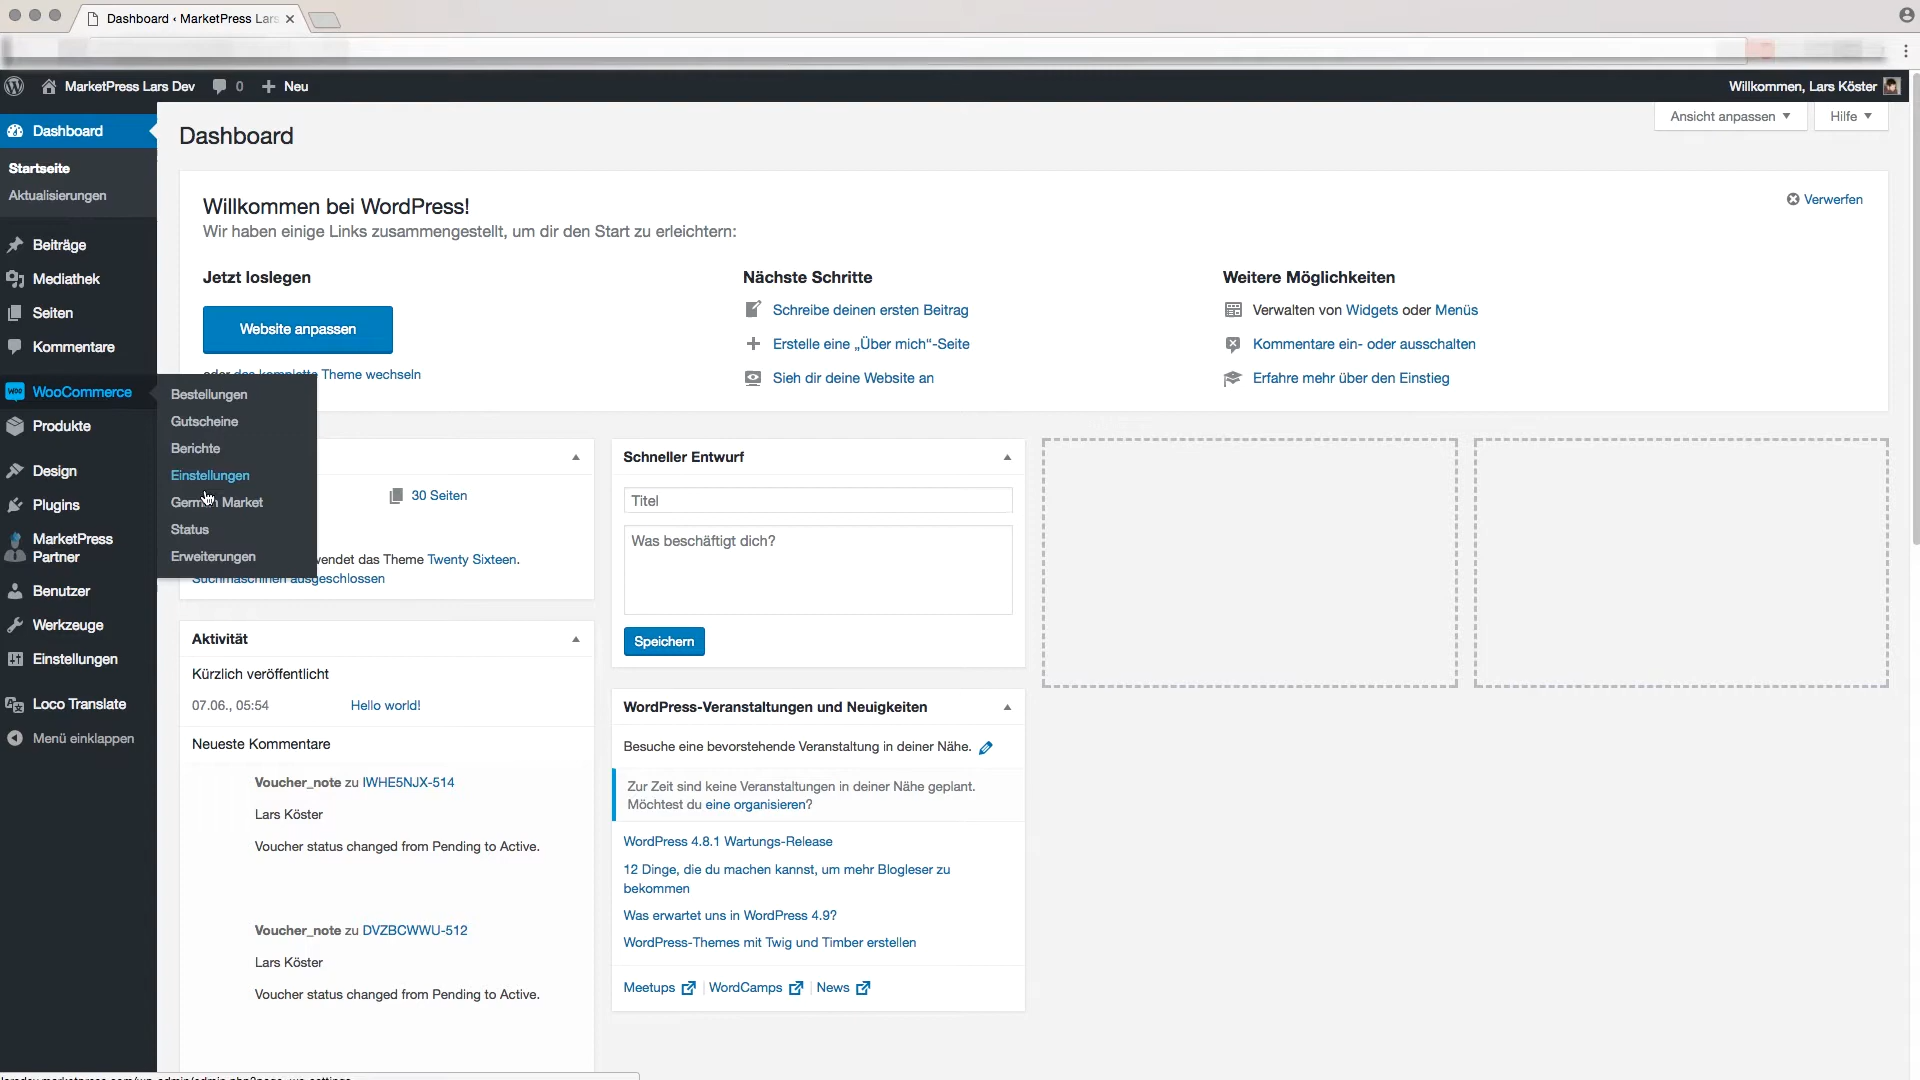 Dashboard ‹ MarketPress Lars
MarketPress Lars Dev
0
Neu
Willkommen, Lars Köster
Dashboard
Startseite
Aktualisierungen
Beiträge
Mediathek
Seiten
Kommentare
WooCommerce
Produkte
Design
Plugins
MarketPress
Partner
Benutzer
Werkzeuge
Einstellungen
Loco Translate
Menü einklappen
Bestellungen
Gutscheine
Berichte
Einstellungen
German Market
Status
Erweiterungen
Dashboard
Ansicht anpassen
Hilfe
Willkommen bei WordPress!
Wir haben einige Links zusammengestellt, um dir den Start zu erleichtern:
Verwerfen
Jetzt loslegen
Website anpassen
oder das komplette Theme wechseln
Nächste Schritte
Schreibe deinen ersten Beitrag
Erstelle eine „Über mich“-Seite
Sieh dir deine Website an
Weitere Möglichkeiten
Verwalten von Widgets oder Menüs
Kommentare ein- oder ausschalten
Erfahre mehr über den Einstieg
30 Seiten
wendet das Theme Twenty Sixteen.
Suchmaschinen ausgeschlossen
Aktivität
Kürzlich veröffentlicht
07.06., 05:54
Hello world!
Neueste Kommentare
Voucher_note zu IWHE5NJX-514
Lars Köster
Voucher status changed from Pending to Active.
Voucher_note zu DVZBCWWU-512
Lars Köster
Voucher status changed from Pending to Active.
Schneller Entwurf
Titel
Was beschäftigt dich?
Speichern
WordPress-Veranstaltungen und Neuigkeiten
Besuche eine bevorstehende Veranstaltung in deiner Nähe.
Zur Zeit sind keine Veranstaltungen in deiner Nähe geplant.
Möchtest du eine organisieren?
WordPress 4.8.1 Wartungs-Release
12 Dinge, die du machen kannst, um mehr Blogleser zu
bekommen
Was erwartet uns in WordPress 4.9?
WordPress-Themes mit Twig und Timber erstellen
Meetups | WordCamps | News